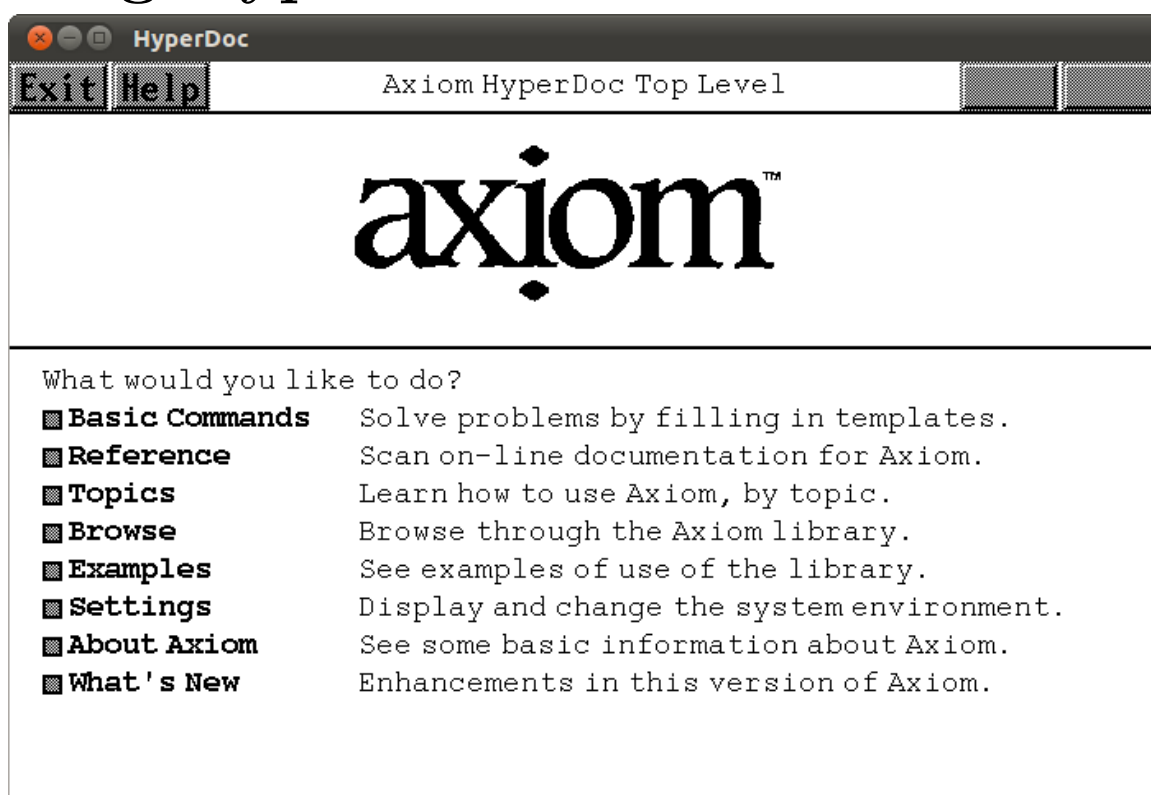 HyperDoc
Exit Help Axiom HyperDoc Top Level
axiom™
What would you like to do?
Basic Commands Solve problems by filling in templates.
Reference Scan on-line documentation for Axiom.
Topics Learn how to use Axiom, by topic.
Browse Browse through the Axiom library.
Examples See examples of use of the library.
Settings Display and change the system environment.
About Axiom See some basic information about Axiom.
What's New Enhancements in this version of Axiom.